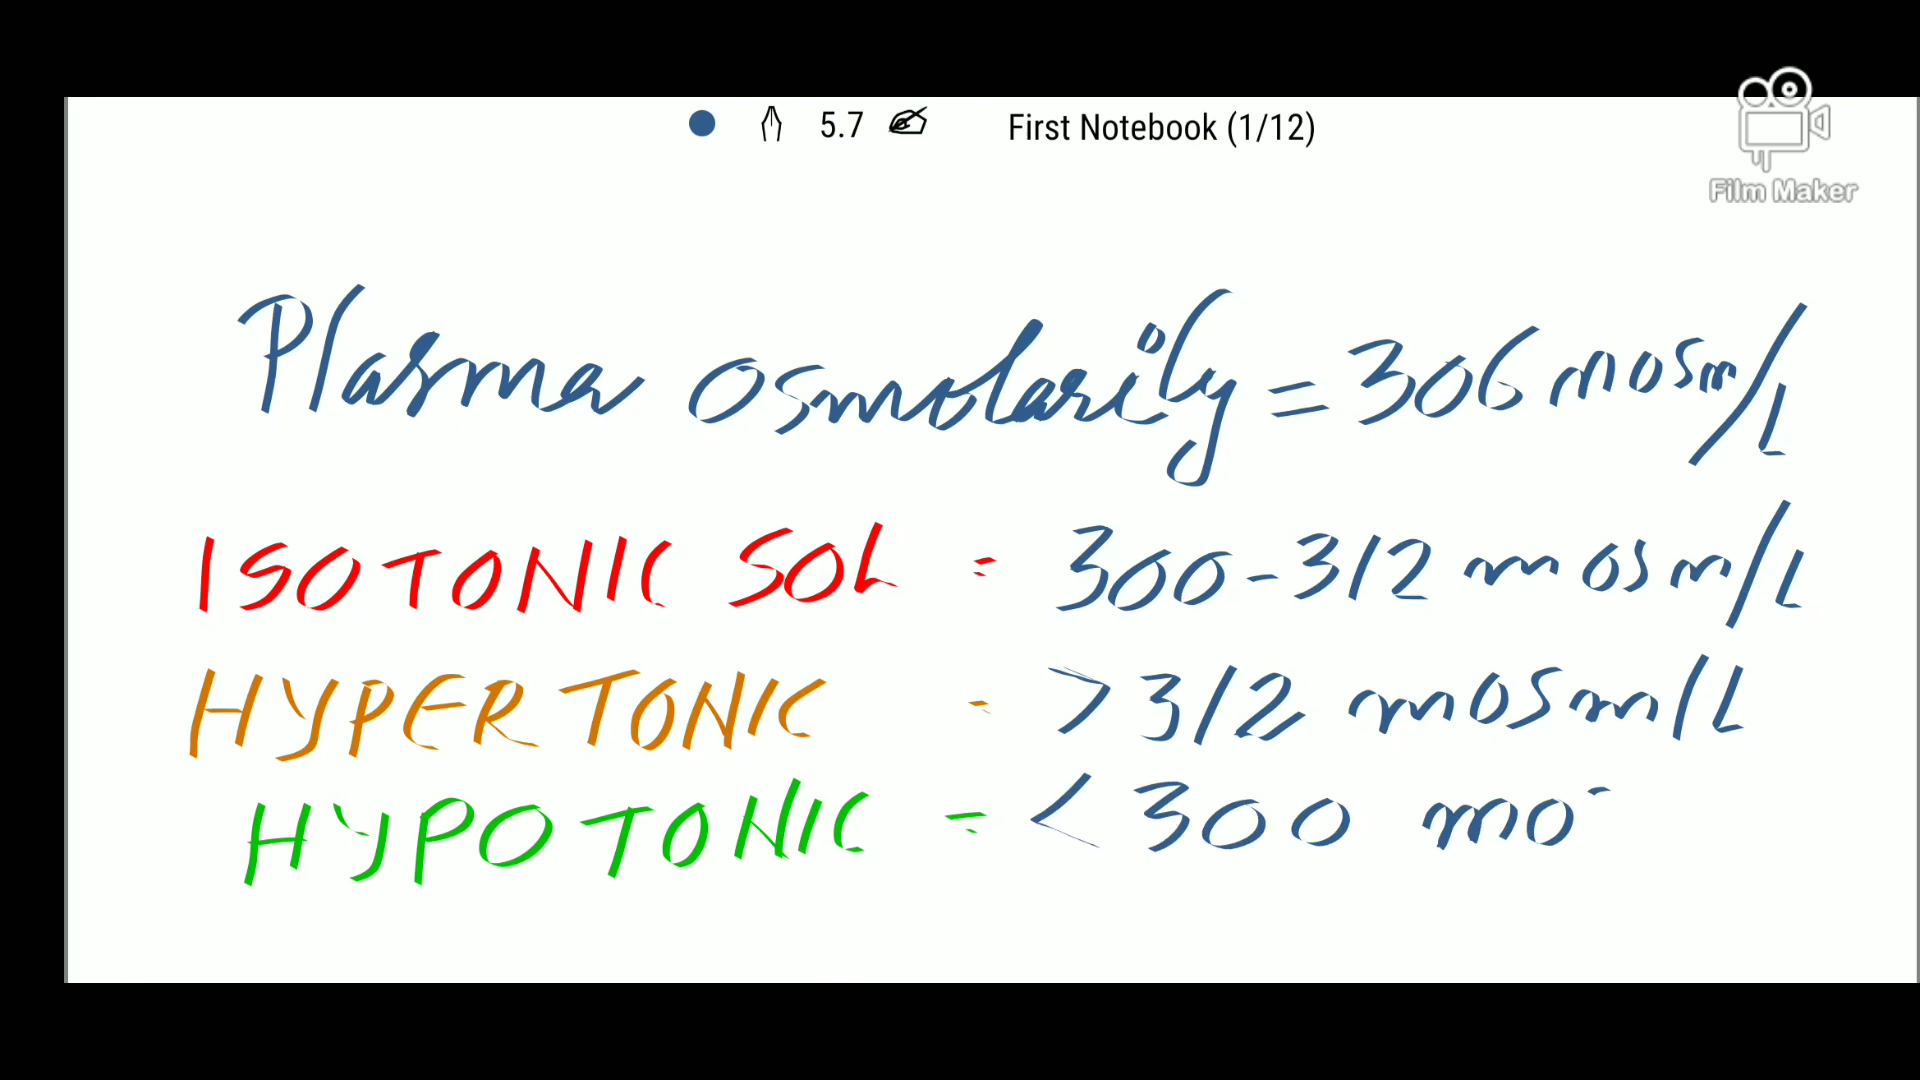 5.7 First Notebook (1/12)
Film Maker
Plasma osmolarity = 306 mosm/L
ISOTONIC SOL = 300-312 mosm/L
HYPERTONIC = >312 mosm/L
HYPOTONIC = <300 mo